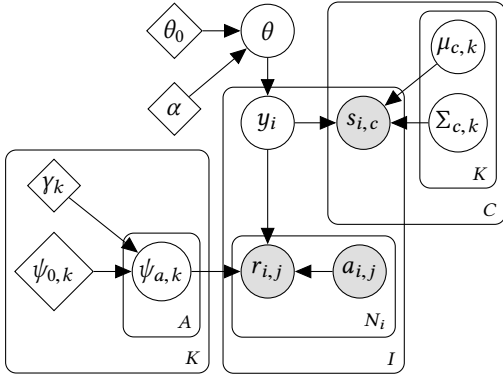 θ₀ θ μ_{c,k}
α y_i s_{i,c} Σ_{c,k}
K
C
γ_k
ψ_{0,k} ψ_{a,k} r_{i,j} a_{i,j}
A N_i
K I